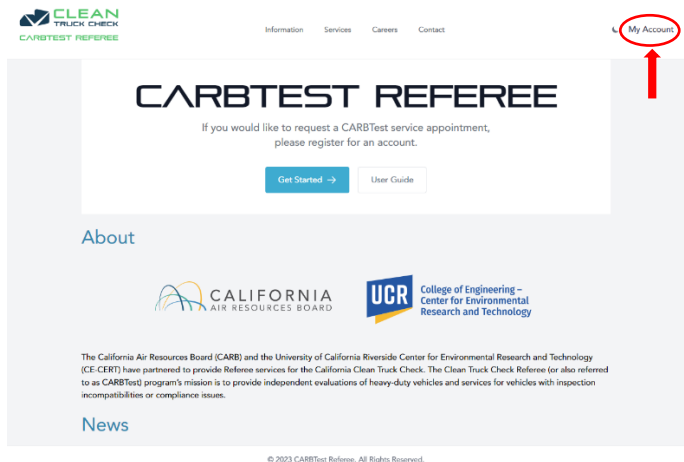 CLEAN
TRUCK CHECK
CARBTEST REFEREE
Information Services Careers Contact
My Account
CARBTEST REFEREE
If you would like to request a CARBTest service appointment,
please register for an account.
Get Started →
User Guide
About
CALIFORNIA
AIR RESOURCES BOARD
UCR
College of Engineering –
Center for Environmental
Research and Technology
The California Air Resources Board (CARB) and the University of California Riverside Center for Environmental Research and Technology
(CE-CERT) have partnered to provide Referee services for the California Clean Truck Check. The Clean Truck Check Referee (or also referred
to as CARBTest) program's mission is to provide independent evaluations of heavy-duty vehicles and services for vehicles with inspection
incompatibilities or compliance issues.
News
© 2023 CARBTest Referee. All Rights Reserved.